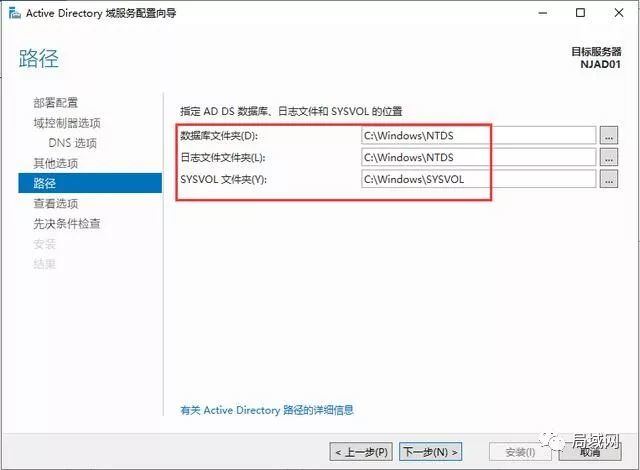 Active Directory 域服务配置向导
路径
目标服务器
NJAD01
部署配置
域控制器选项
DNS 选项
其他选项
路径
查看选项
先决条件检查
安装
结果
指定 AD DS 数据库、日志文件和 SYSVOL 的位置
数据库文件夹(D): C:\Windows\NTDS ...
日志文件文件夹(L): C:\Windows\NTDS ...
SYSVOL 文件夹(Y): C:\Windows\SYSVOL ...
有关 Active Directory 路径的详细信息
< 上一步(P) 下一步(N) > 安装(I) 取消
局域网